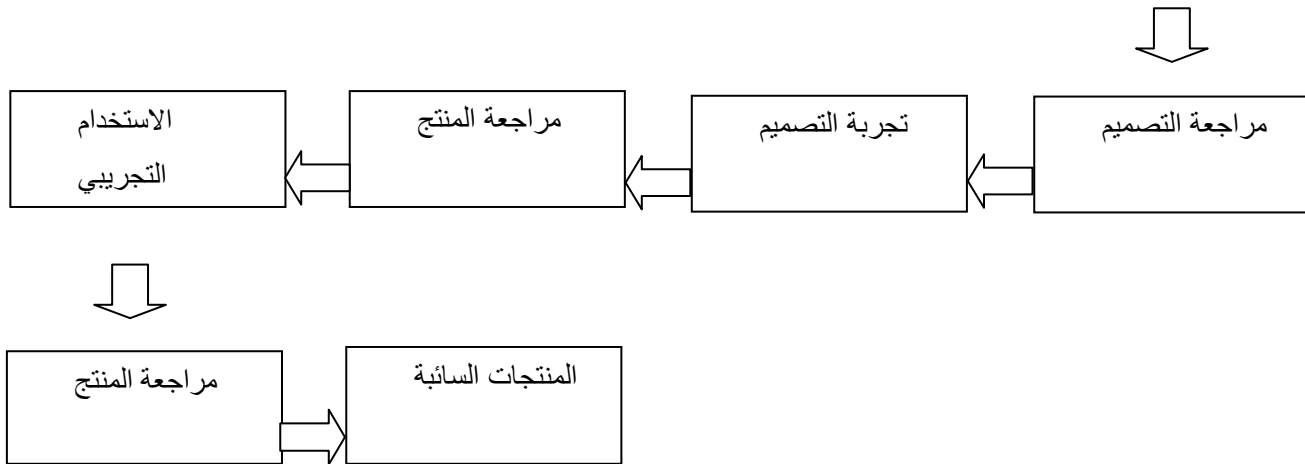 مراجعة التصميم
تجربة التصميم
مراجعة المنتج
الاستخدام
التجريبي
مراجعة المنتج
المنتجات السائبة